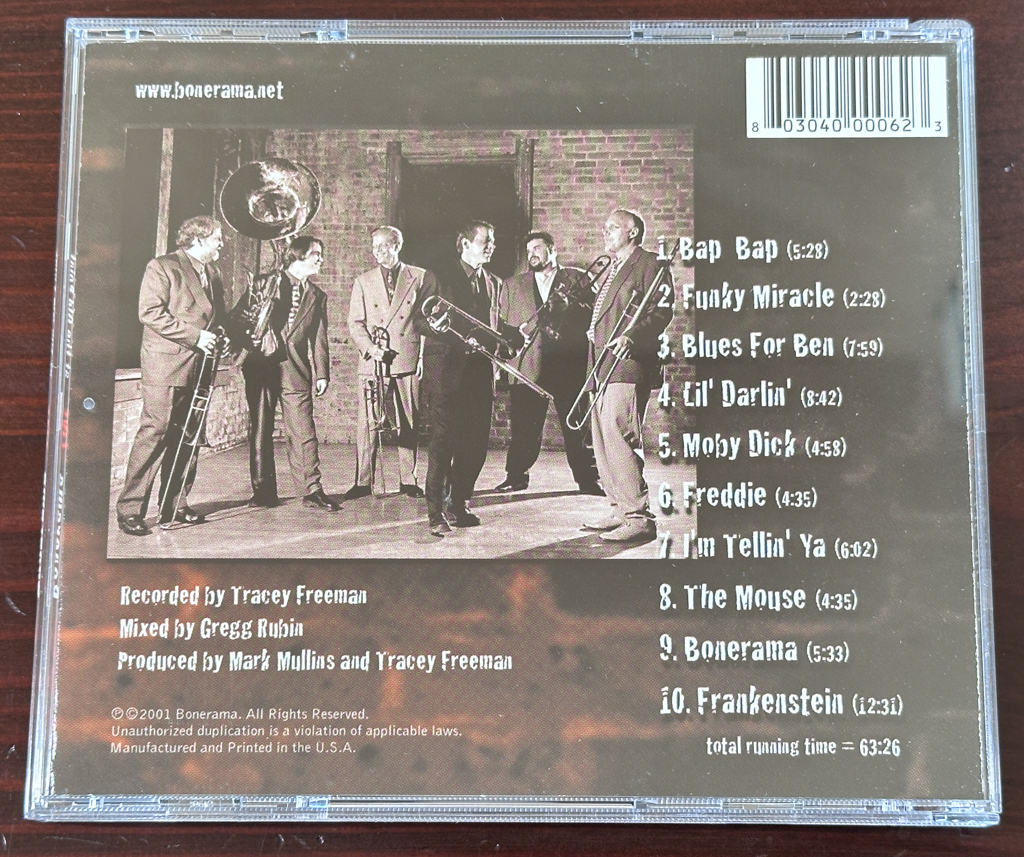 www.bonerama.net
8 03040 00062 3
1. Bap Bap (5:28)
2. Funky Miracle (2:28)
3. Blues For Ben (7:59)
4. Lil' Darlin' (8:42)
5. Moby Dick (4:58)
6. Freddie (4:35)
7. I'm Tellin' Ya (6:02)
8. The Mouse (4:35)
9. Bonerama (5:33)
10. Frankenstein (12:31)
total running time = 63:26
Recorded by Tracey Freeman
Mixed by Gregg Rubin
Produced by Mark Mullins and Tracey Freeman
℗©2001 Bonerama. All Rights Reserved.
Unauthorized duplication is a violation of applicable laws.
Manufactured and Printed in the U.S.A.